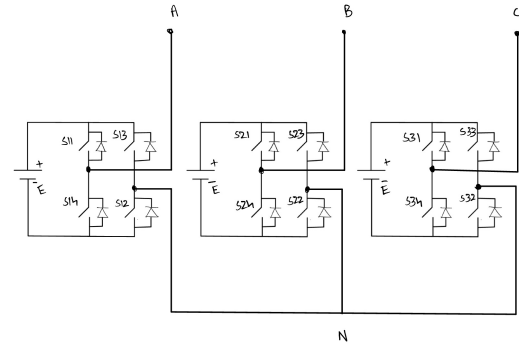 A B C
S11 S13 S21 S23 S31 S33
+ + +
E E E
S14 S12 S24 S22 S34 S32
N